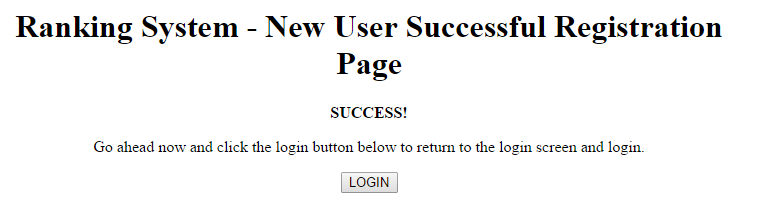 Ranking System - New User Successful Registration
Page
SUCCESS!
Go ahead now and click the login button below to return to the login screen and login.
LOGIN